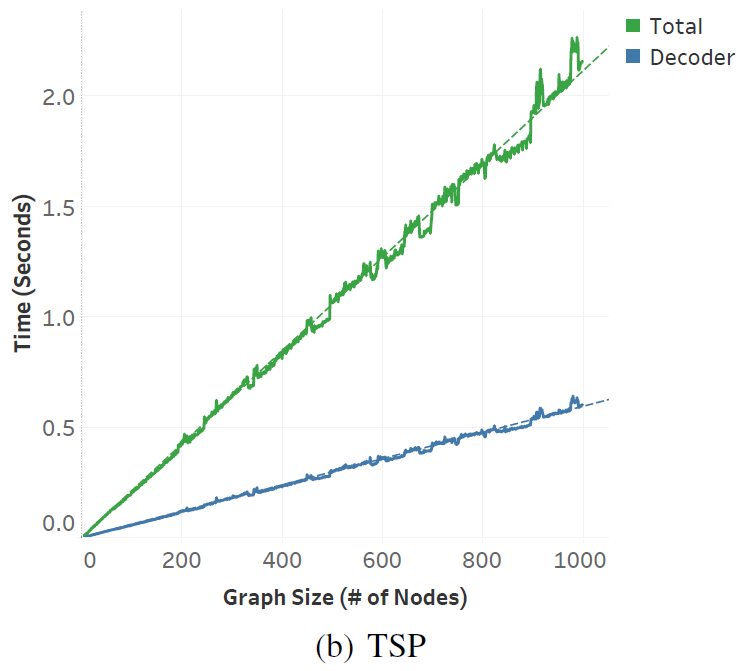 Total
Decoder
2.0
1.5
1.0
0.5
0.0
Time (Seconds)
0 200 400 600 800 1000
Graph Size (# of Nodes)
(b) TSP